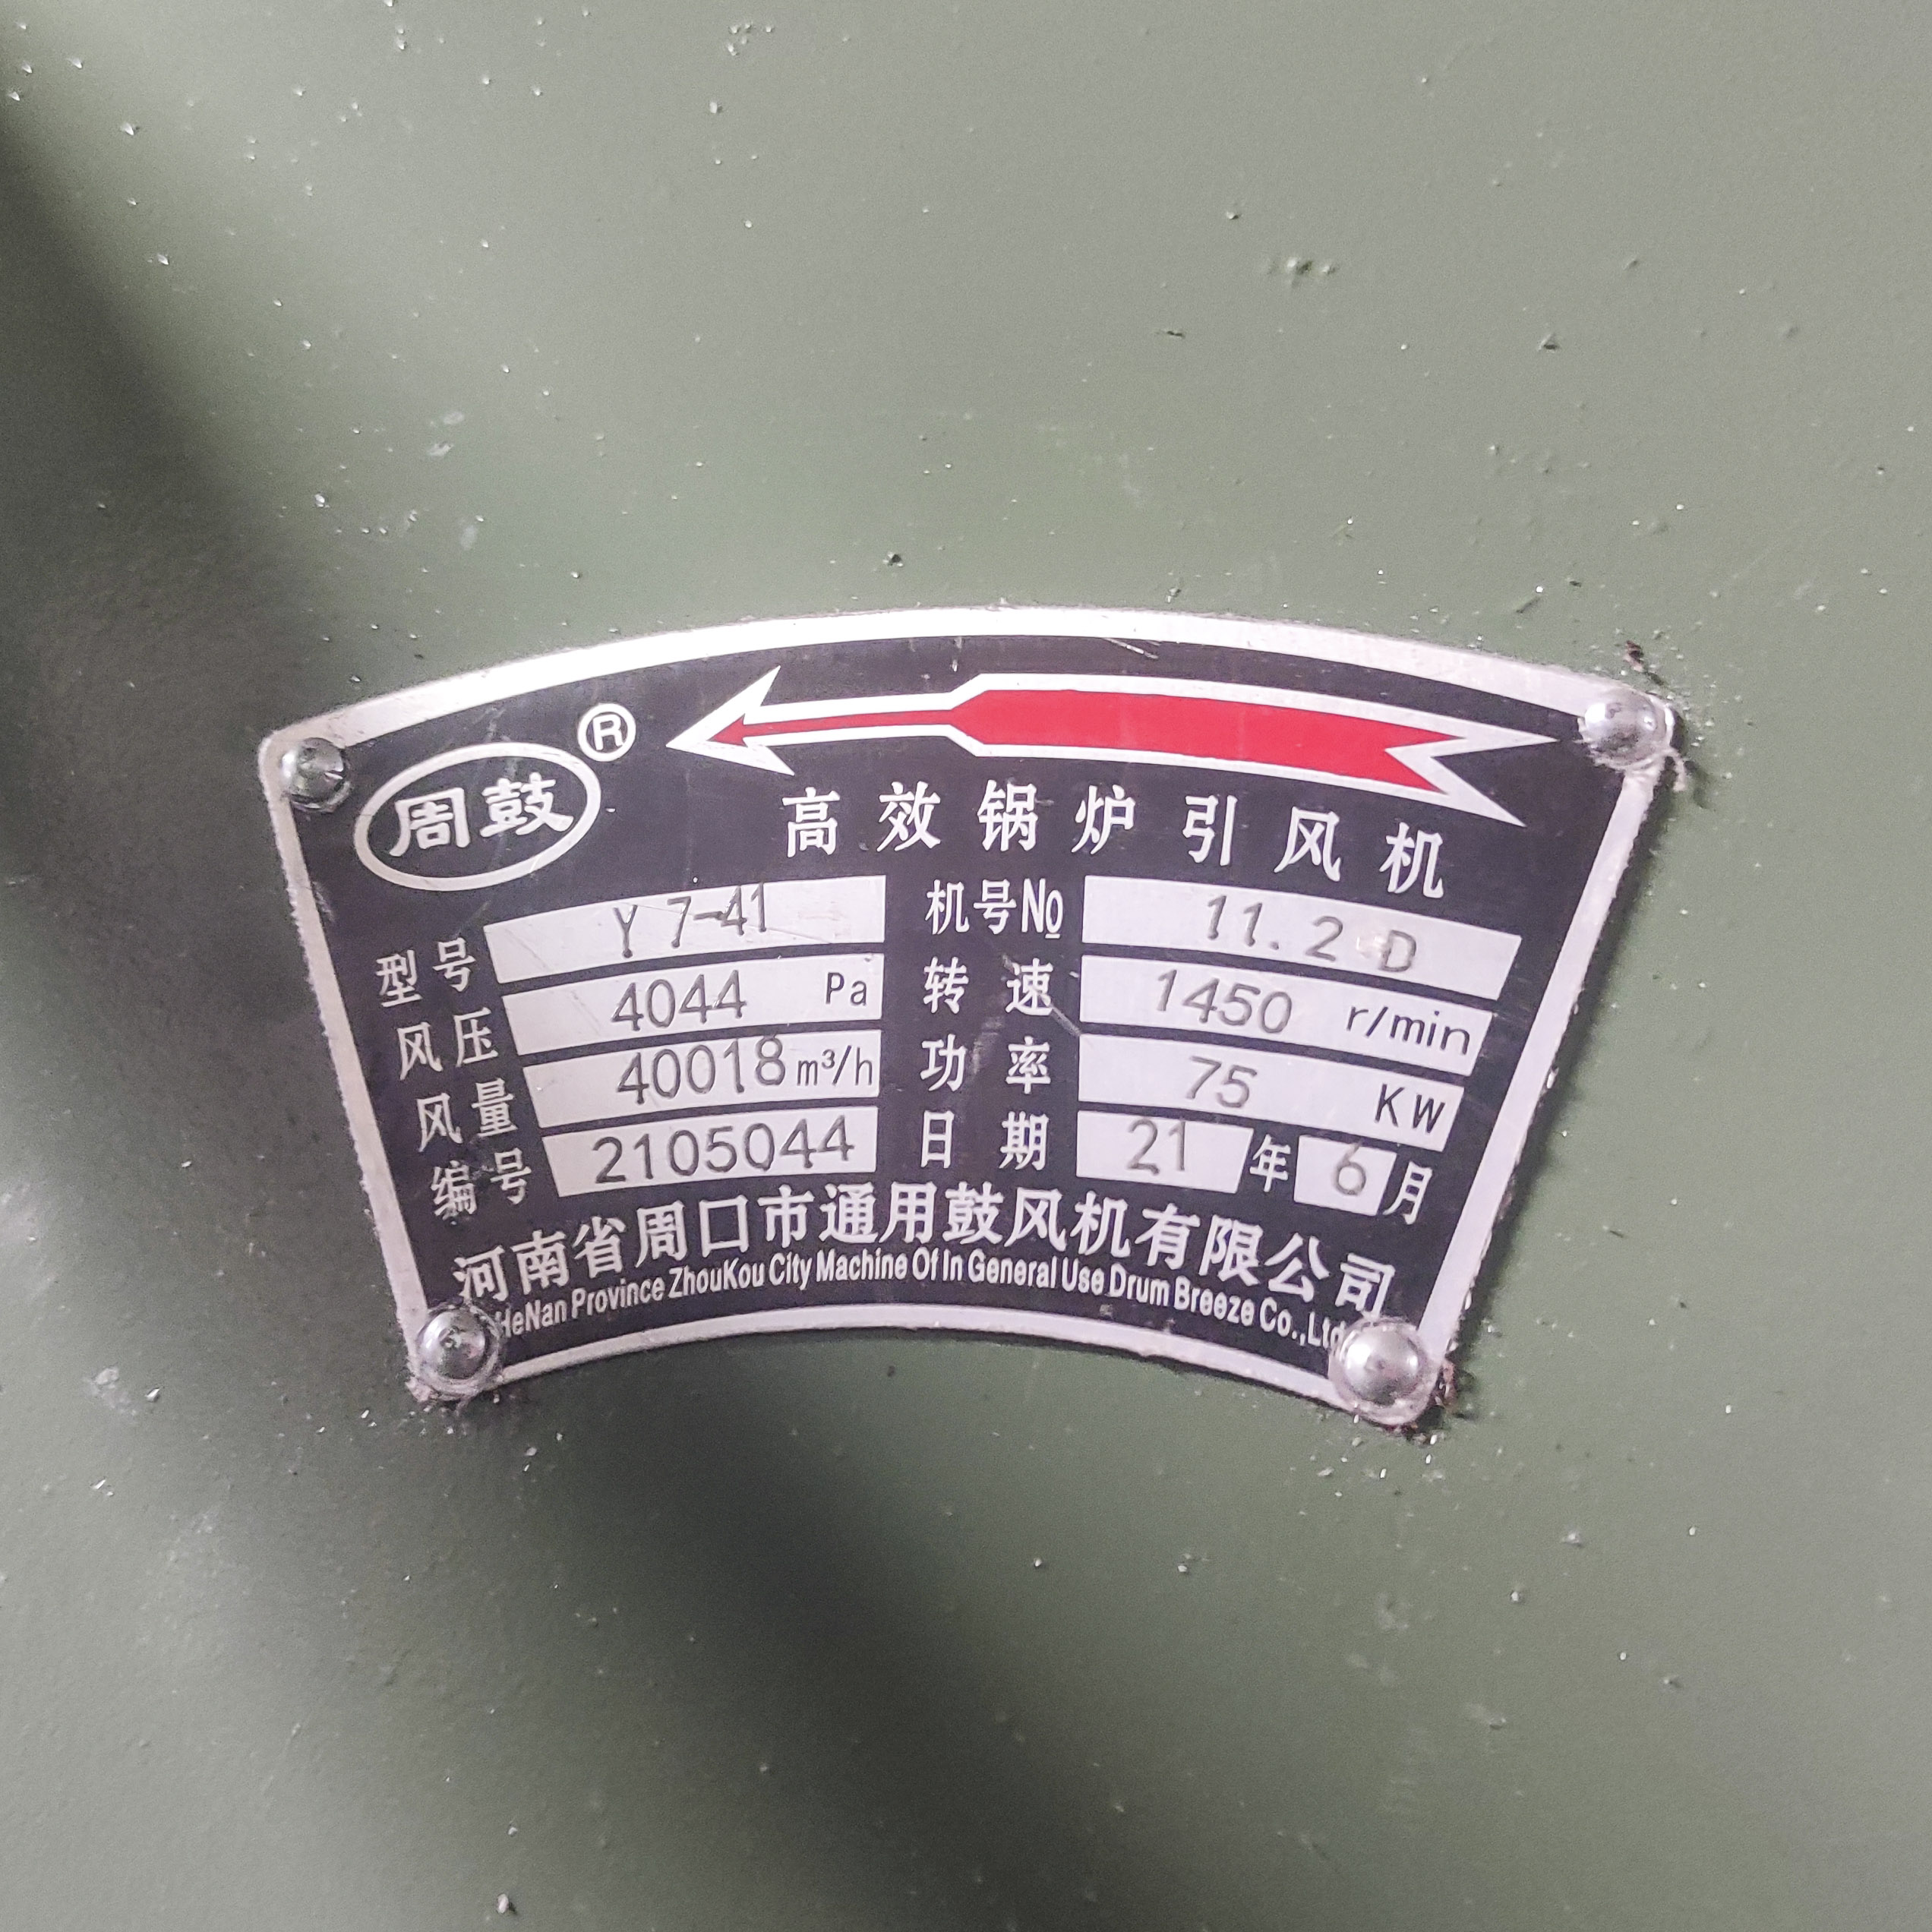 周鼓®
高效锅炉引风机
型号 Y 7-41 机号№ 11.2 D
风压 4044 Pa 转速 1450 r/min
风量 40018 m³/h 功率 75 KW
编号 2105044 日期 21 年 6 月
河南省周口市通用鼓风机有限公司
HeNan Province ZhouKou City Machine Of In General Use Drum Breeze Co.,Ltd